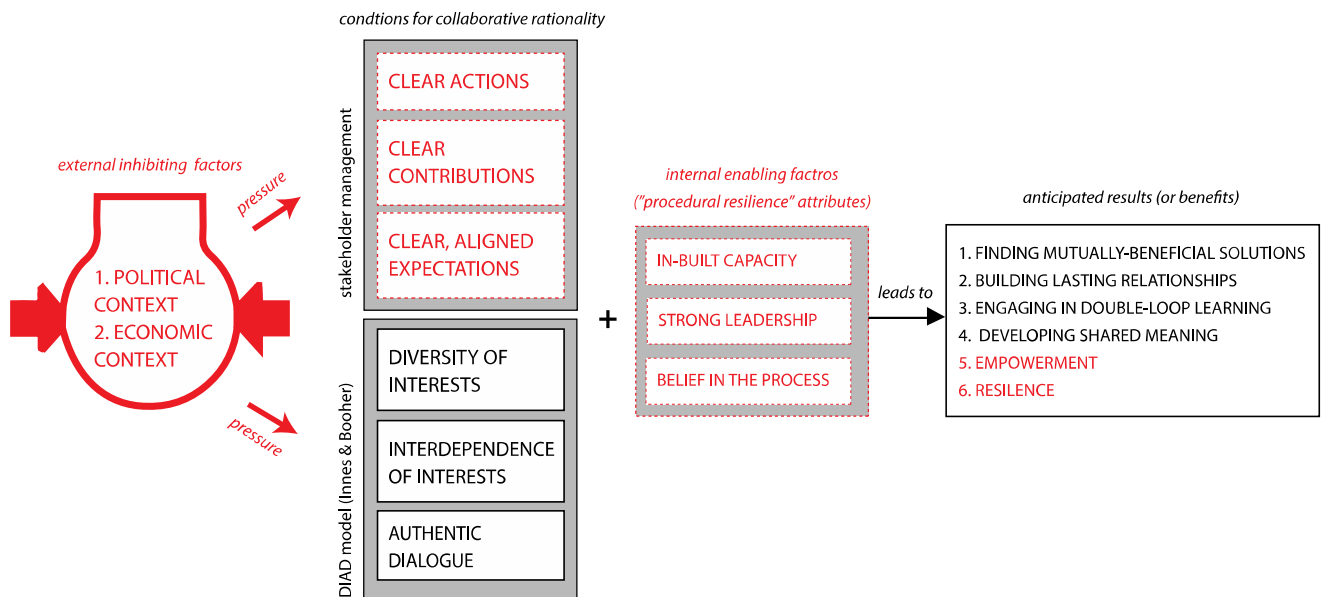 condtions for collaborative rationality
external inhibiting factors
pressure
1. POLITICAL
CONTEXT
2. ECONOMIC
CONTEXT
pressure
stakeholder management
CLEAR ACTIONS
CLEAR
CONTRIBUTIONS
CLEAR, ALIGNED
EXPECTATIONS
DIAD model (Innes & Booher)
DIVERSITY OF
INTERESTS
INTERDEPENDENCE
OF INTERESTS
AUTHENTIC
DIALOGUE
+
internal enabling factros
("procedural resilience" attributes)
IN-BUILT CAPACITY
STRONG LEADERSHIP
BELIEF IN THE PROCESS
leads to
anticipated results (or benefits)
1. FINDING MUTUALLY-BENEFICIAL SOLUTIONS
2. BUILDING LASTING RELATIONSHIPS
3. ENGAGING IN DOUBLE-LOOP LEARNING
4. DEVELOPING SHARED MEANING
5. EMPOWERMENT
6. RESILENCE